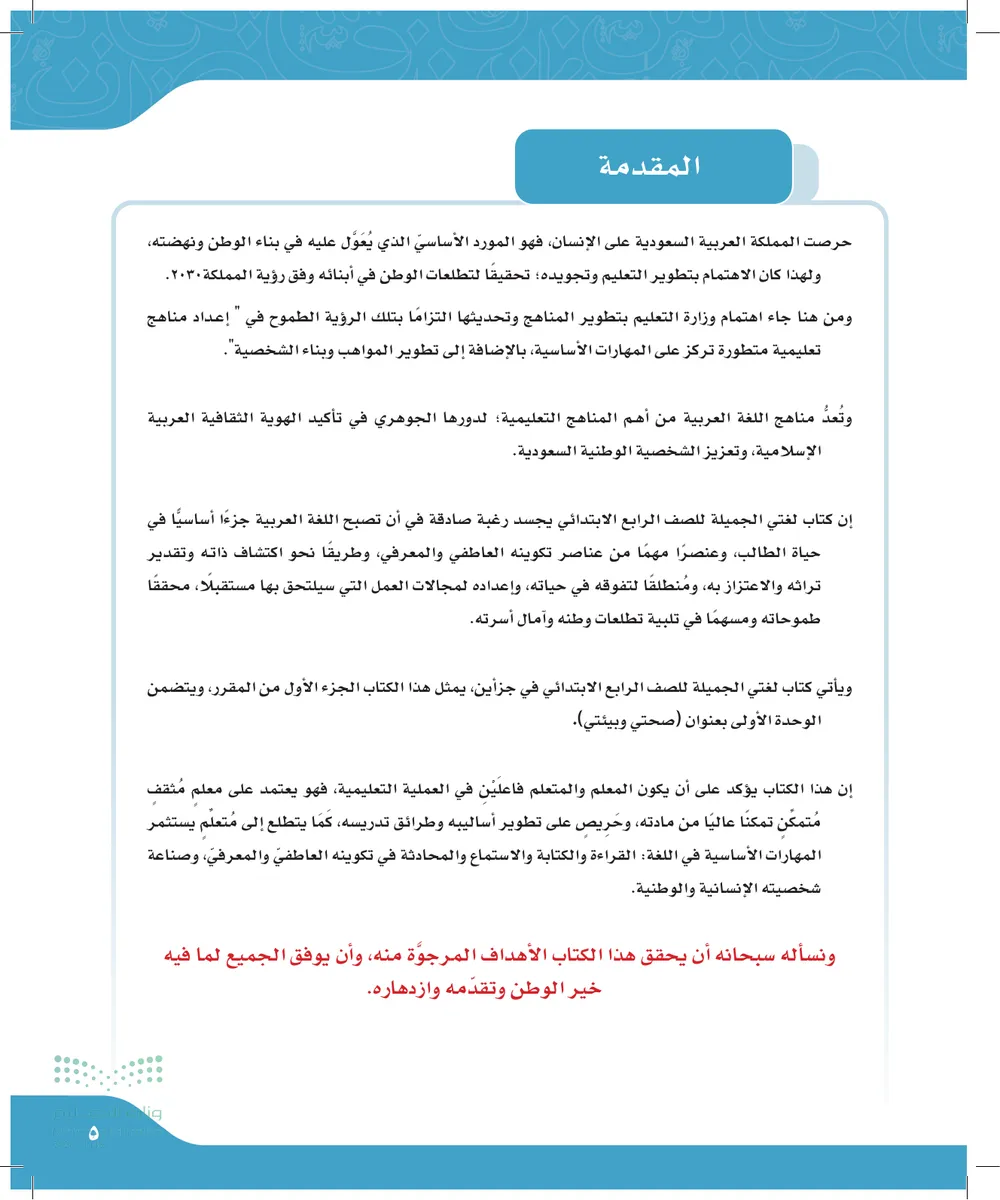 المقدمة
حرصت المملكة العربية السعودية على الإنسان، فهو المورد الأساسيّ الذي يُعَوَّل عليه في بناء الوطن ونهضته،
ولهذا كان الاهتمام بتطوير التعليم وتجويده؛ تحقيقًا لتطلعات الوطن في أبنائه وفق رؤية المملكة٢٠٣٠.
ومن هنا جاء اهتمام وزارة التعليم بتطوير المناهج وتحديثها التزامًا بتلك الرؤية الطموح في " إعداد مناهج
تعليمية متطورة تركز على المهارات الأساسية، بالإضافة إلى تطوير المواهب وبناء الشخصية".
وتُعدُّ مناهج اللغة العربية من أهم المناهج التعليمية؛ لدورها الجوهري في تأكيد الهوية الثقافية العربية
الإسلامية، وتعزيز الشخصية الوطنية السعودية.
إن كتاب لغتي الجميلة للصف الرابع الابتدائي يجسد رغبة صادقة في أن تصبح اللغة العربية جزءًا أساسيًّا في
حياة الطالب، وعنصرًا مهمًا من عناصر تكوينه العاطفي والمعرفي، وطريقًا نحو اكتشاف ذاته وتقدير
تراثه والاعتزاز به، ومُنطلقًا لتفوقه في حياته، وإعداده لمجالات العمل التي سيلتحق بها مستقبلًا، محققًا
طموحاته ومسهمًا في تلبية تطلعات وطنه وآمال أسرته.
ويأتي كتاب لغتي الجميلة للصف الرابع الابتدائي في جزأين، يمثل هذا الكتاب الجزء الأول من المقرر، ويتضمن
الوحدة الأولى بعنوان (صحتي وبيئتي).
إن هذا الكتاب يؤكد على أن يكون المعلم والمتعلم فاعلَيْنِ في العملية التعليمية، فهو يعتمد على معلمٍ مُثقفٍ
مُتمكِّنٍ تمكنًا عاليًا من مادته، وحَرِيصٍ على تطوير أساليبه وطرائق تدريسه، كَمَا يتطلع إلى مُتعلِّمٍ يستثمر
المهارات الأساسية في اللغة: القراءة والكتابة والاستماع والمحادثة في تكوينه العاطفيّ والمعرفيّ، وصناعة
شخصيته الإنسانية والوطنية.
ونسأله سبحانه أن يحقق هذا الكتاب الأهداف المرجوَّة منه، وأن يوفق الجميع لما فيه
خير الوطن وتقدّمه وازدهاره.
٥